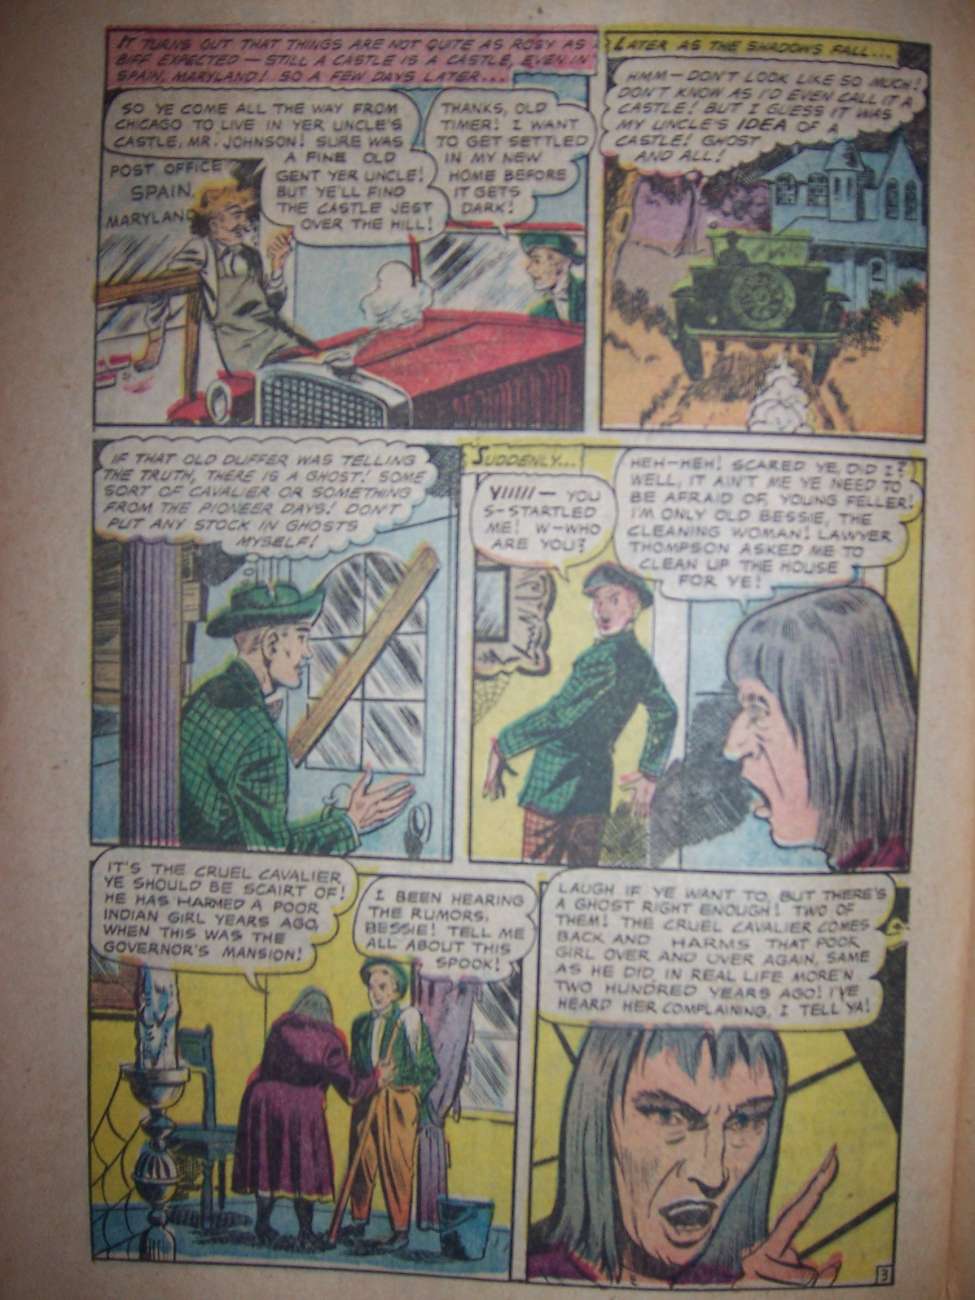 IT TURNS OUT THAT THINGS ARE NOT QUITE AS ROSY AS
BIFF EXPECTED — STILL A CASTLE IS A CASTLE, EVEN IN
SPAIN, MARYLAND! SO A FEW DAYS LATER...
SO YE COME ALL THE WAY FROM
CHICAGO TO LIVE IN YER UNCLE'S
CASTLE, MR. JOHNSON! SURE WAS
A FINE OLD
GENT YER UNCLE!
BUT YE'LL FIND
THE CASTLE JEST
OVER THE HILL!
THANKS, OLD
TIMER! I WANT
TO GET SETTLED
IN MY NEW
HOME BEFORE
IT GETS
DARK!
POST OFFICE
SPAIN,
MARYLAND
LATER AS THE SHADOWS FALL...
HMM — DON'T LOOK LIKE SO MUCH!
DON'T KNOW AS I'D EVEN CALL IT A
CASTLE! BUT I GUESS IT WAS
MY UNCLE'S IDEA OF A
CASTLE! GHOST
AND ALL!
IF THAT OLD DUFFER WAS TELLING
THE TRUTH, THERE IS A GHOST! SOME
SORT OF CAVALIER OR SOMETHING
FROM THE PIONEER DAYS! DON'T
PUT ANY STOCK IN GHOSTS
MYSELF!
SUDDENLY...
YIIIII — YOU
S-STARTLED
ME! W-WHO
ARE YOU?
HEH-HEH! SCARED YE, DID I?
WELL, IT AIN'T ME YE NEED TO
BE AFRAID OF, YOUNG FELLER!
I'M ONLY OLD BESSIE, THE
CLEANING WOMAN! LAWYER
THOMPSON ASKED ME TO
CLEAN UP THE HOUSE
FOR YE!
IT'S THE CRUEL CAVALIER
YE SHOULD BE SCAIRT OF!
HE HAS HARMED A POOR
INDIAN GIRL YEARS AGO,
WHEN THIS WAS THE
GOVERNOR'S MANSION!
I BEEN HEARING
THE RUMORS,
BESSIE! TELL ME
ALL ABOUT THIS
SPOOK!
LAUGH IF YE WANT TO, BUT THERE'S
A GHOST RIGHT ENOUGH! TWO OF
THEM! THE CRUEL CAVALIER COMES
BACK AND HARMS THAT POOR
GIRL OVER AND OVER AGAIN, SAME
AS HE DID IN REAL LIFE MORE'N
TWO HUNDRED YEARS AGO! I'VE
HEARD HER COMPLAINING, I TELL YA!
3